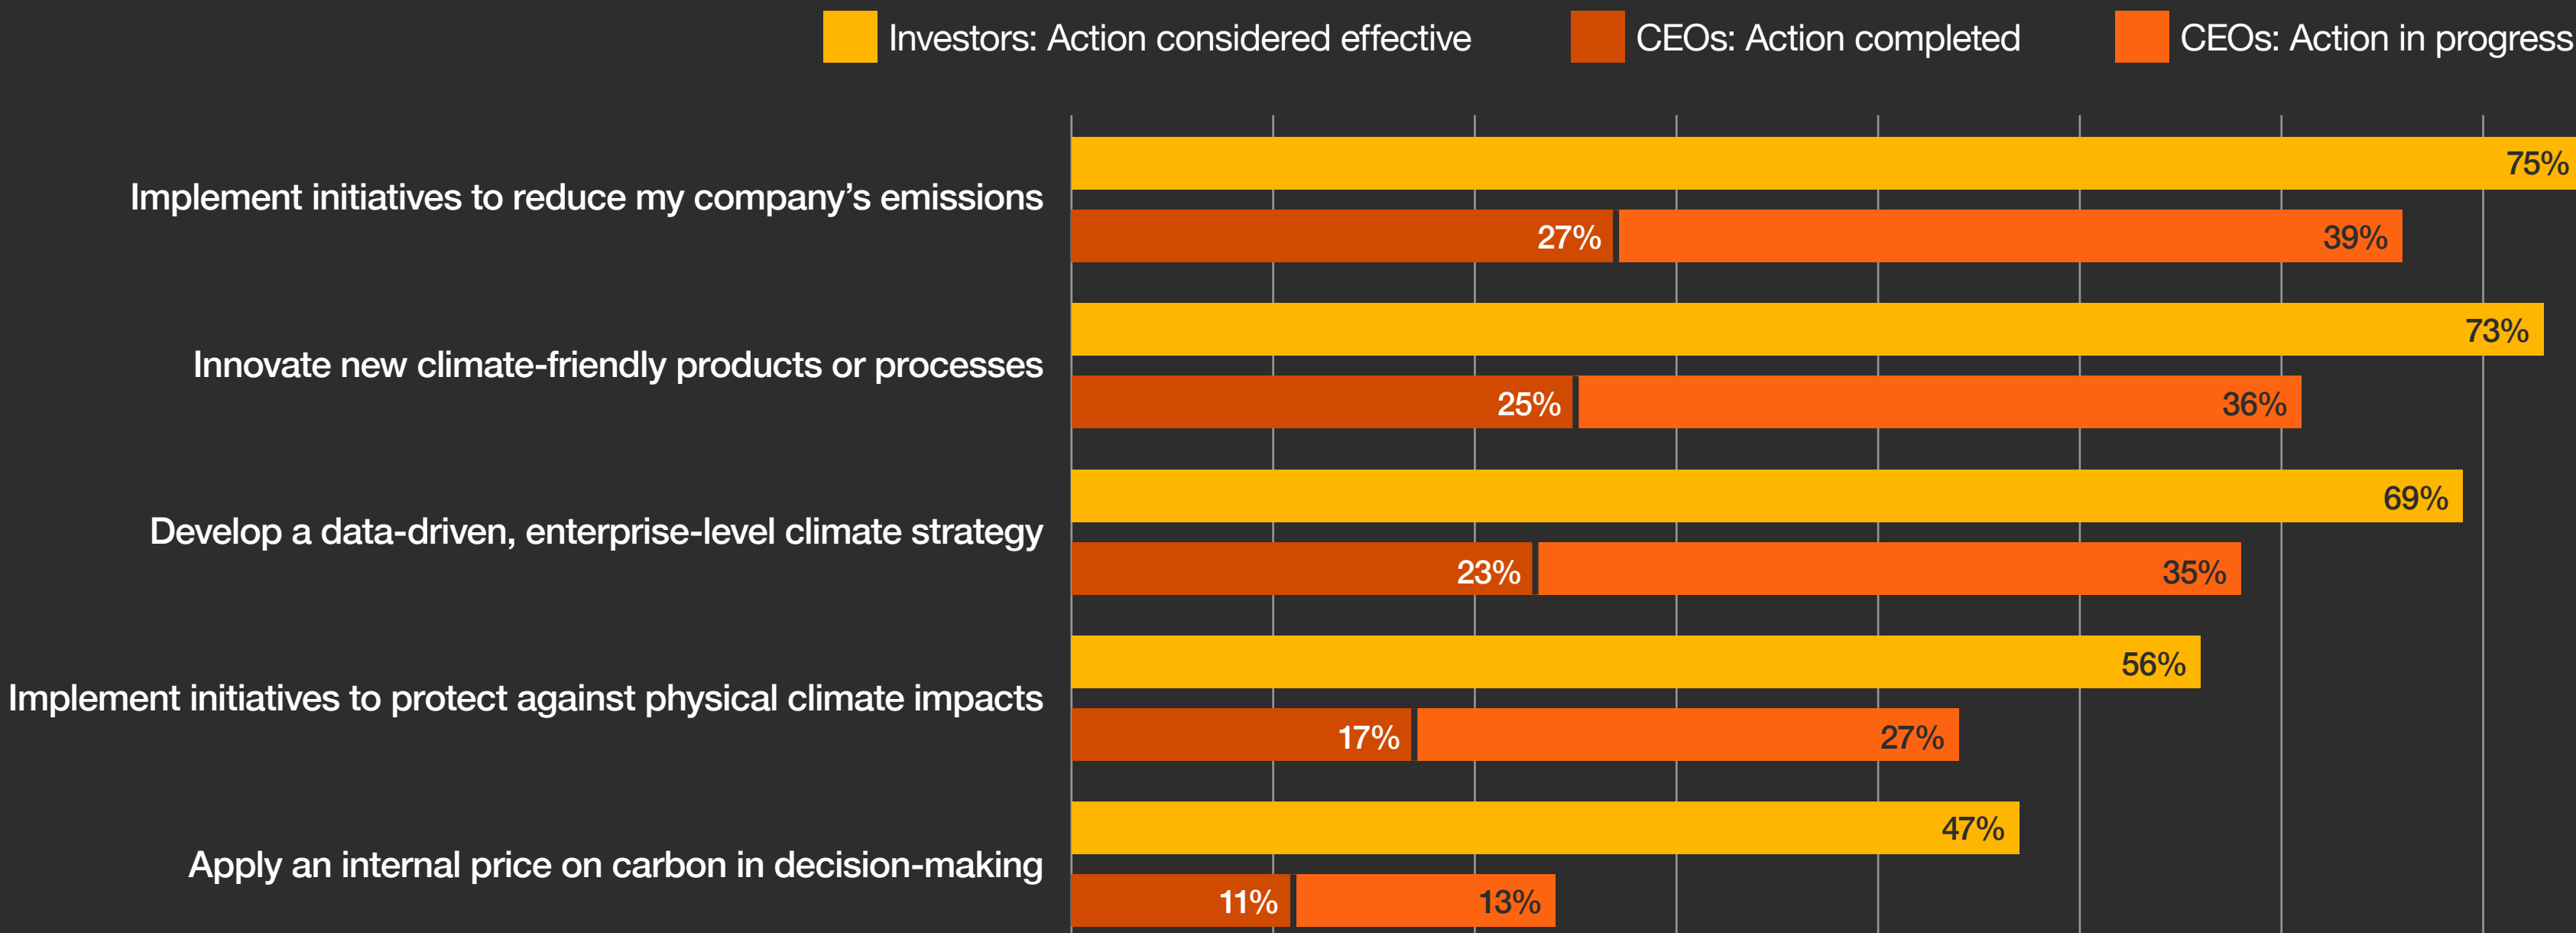 Investors: Action considered effective
CEOs: Action completed
CEOs: Action in progress
Implement initiatives to reduce my company’s emissions
75%
27%
39%
Innovate new climate-friendly products or processes
73%
25%
36%
Develop a data-driven, enterprise-level climate strategy
69%
23%
35%
Implement initiatives to protect against physical climate impacts
56%
17%
27%
Apply an internal price on carbon in decision-making
47%
11%
13%